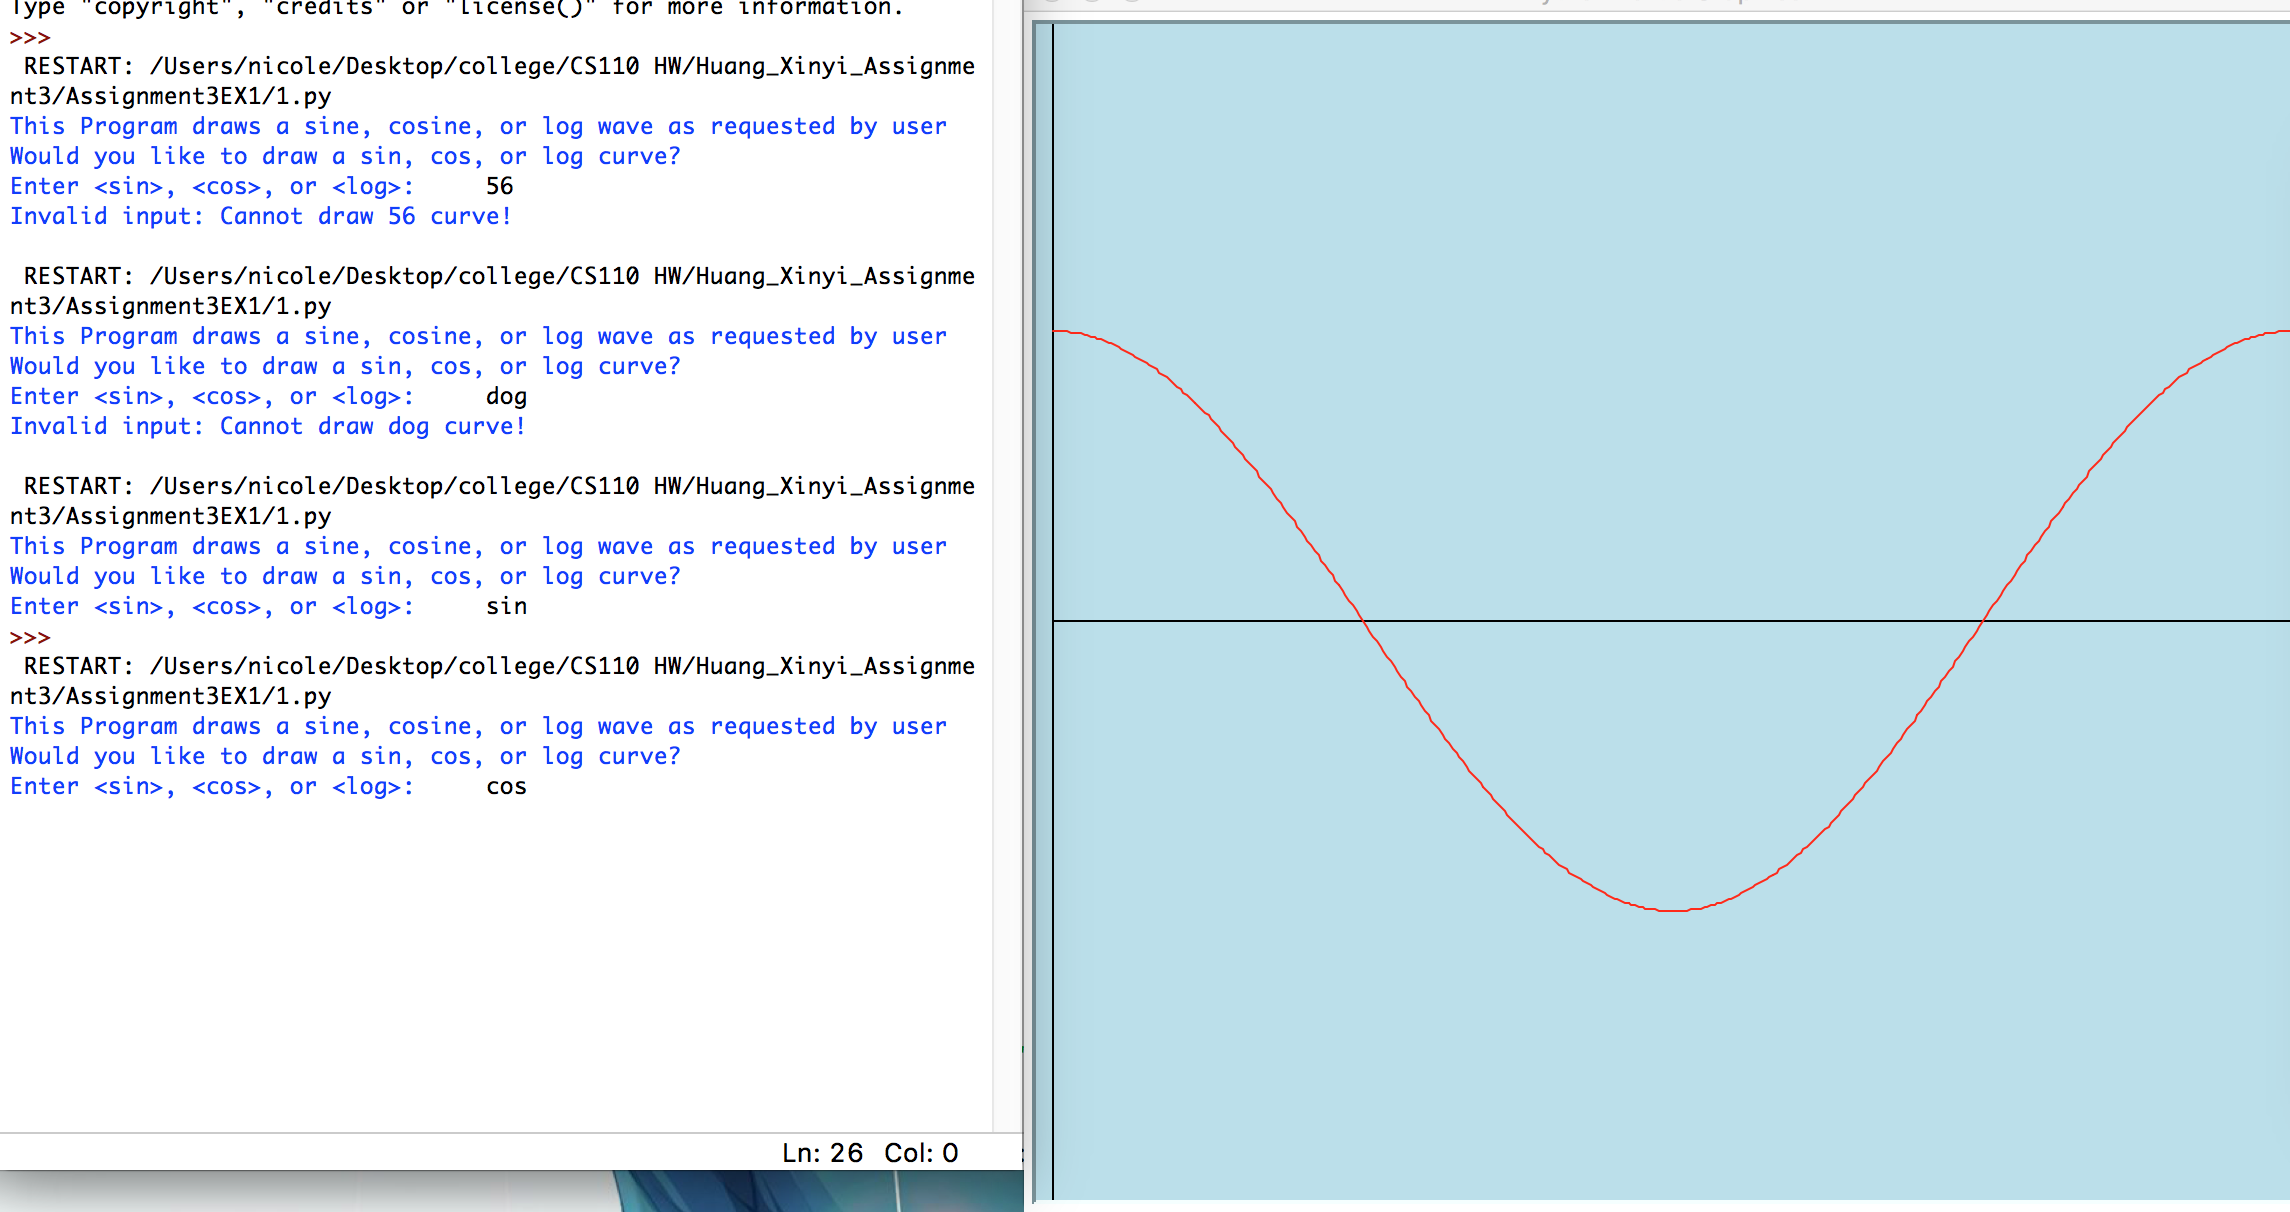 Type "copyright", "credits" or "license()" for more information.
>>>
 RESTART: /Users/nicole/Desktop/college/CS110 HW/Huang_Xinyi_Assignme
nt3/Assignment3EX1/1.py
This Program draws a sine, cosine, or log wave as requested by user
Would you like to draw a sin, cos, or log curve?
Enter <sin>, <cos>, or <log>:     56
Invalid input: Cannot draw 56 curve!
 RESTART: /Users/nicole/Desktop/college/CS110 HW/Huang_Xinyi_Assignme
nt3/Assignment3EX1/1.py
This Program draws a sine, cosine, or log wave as requested by user
Would you like to draw a sin, cos, or log curve?
Enter <sin>, <cos>, or <log>:     dog
Invalid input: Cannot draw dog curve!
 RESTART: /Users/nicole/Desktop/college/CS110 HW/Huang_Xinyi_Assignme
nt3/Assignment3EX1/1.py
This Program draws a sine, cosine, or log wave as requested by user
Would you like to draw a sin, cos, or log curve?
Enter <sin>, <cos>, or <log>:     sin
>>>
 RESTART: /Users/nicole/Desktop/college/CS110 HW/Huang_Xinyi_Assignme
nt3/Assignment3EX1/1.py
This Program draws a sine, cosine, or log wave as requested by user
Would you like to draw a sin, cos, or log curve?
Enter <sin>, <cos>, or <log>:     cos
Ln: 26 Col: 0